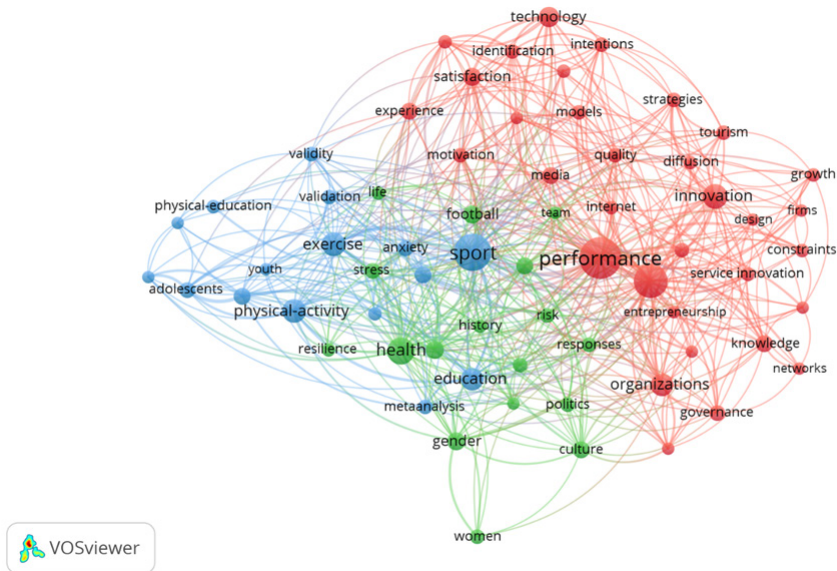 technology
identification
intentions
satisfaction
experience
models
strategies
tourism
validity
motivation
quality
diffusion
media
growth
physical-education
validation
life
innovation
football
team
internet
design
firms
exercise
anxiety
sport
performance
constraints
youth
stress
service innovation
adolescents
physical-activity
history
risk
entrepreneurship
resilience
health
responses
knowledge
networks
education
organizations
metaanalysis
politics
governance
gender
culture
women
VOSviewer